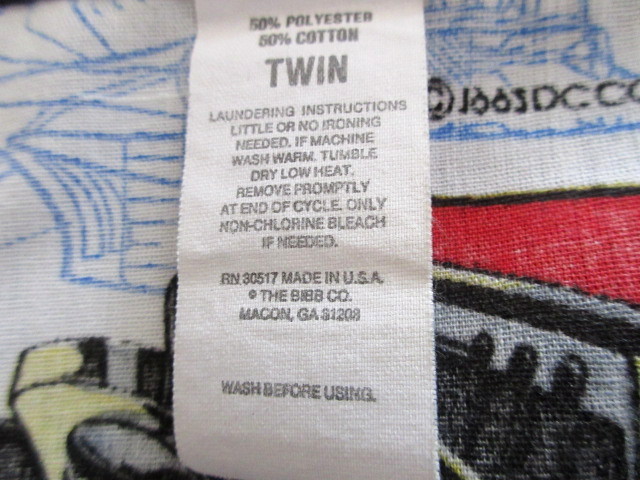 50% POLYESTER
50% COTTON
TWIN
LAUNDERING INSTRUCTIONS
LITTLE OR NO IRONING
NEEDED. IF MACHINE
WASH WARM. TUMBLE
DRY LOW HEAT.
REMOVE PROMPTLY
AT END OF CYCLE. ONLY
NON-CHLORINE BLEACH
IF NEEDED.
RN 30517 MADE IN U.S.A.
© THE BIBB CO.
MACON, GA 31208
WASH BEFORE USING.
DC CO